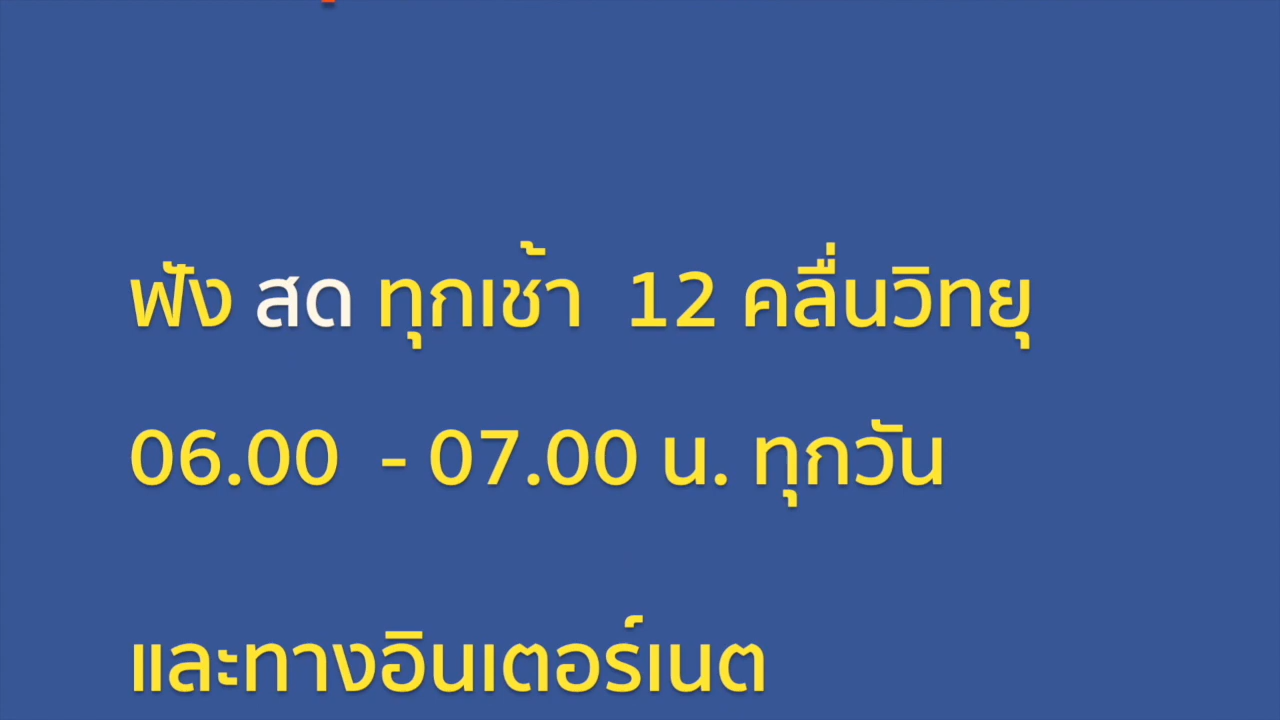 ฟัง สด ทุกเช้า 12 คลื่นวิทยุ
06.00 - 07.00 น. ทุกวัน
และทางอินเตอร์เนต